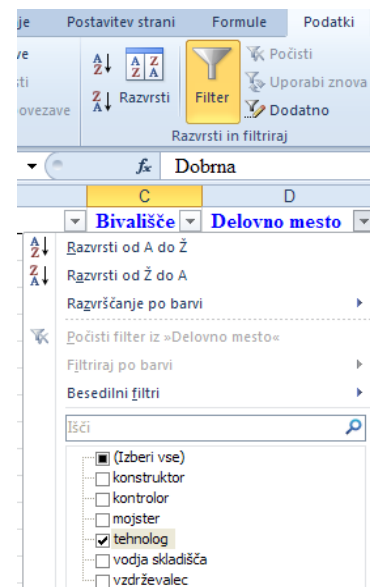 je Postavitev strani Formule Podatki
ve
sti
ovezave
Razvrsti
Filter
Počisti
Uporabi znova
Dodatno
Razvrsti in filtriraj
fx Dobrna
C D
Bivališče Delovno mesto
Razvrsti od A do Ž
Razvrsti od Ž do A
Razvrščanje po barvi
Počisti filter iz »Delovno mesto«
Filtriraj po barvi
Besedilni filtri
Išči
(Izberi vse)
konstruktor
kontrolor
mojster
tehnolog
vodja skladišča
vzdrževalec